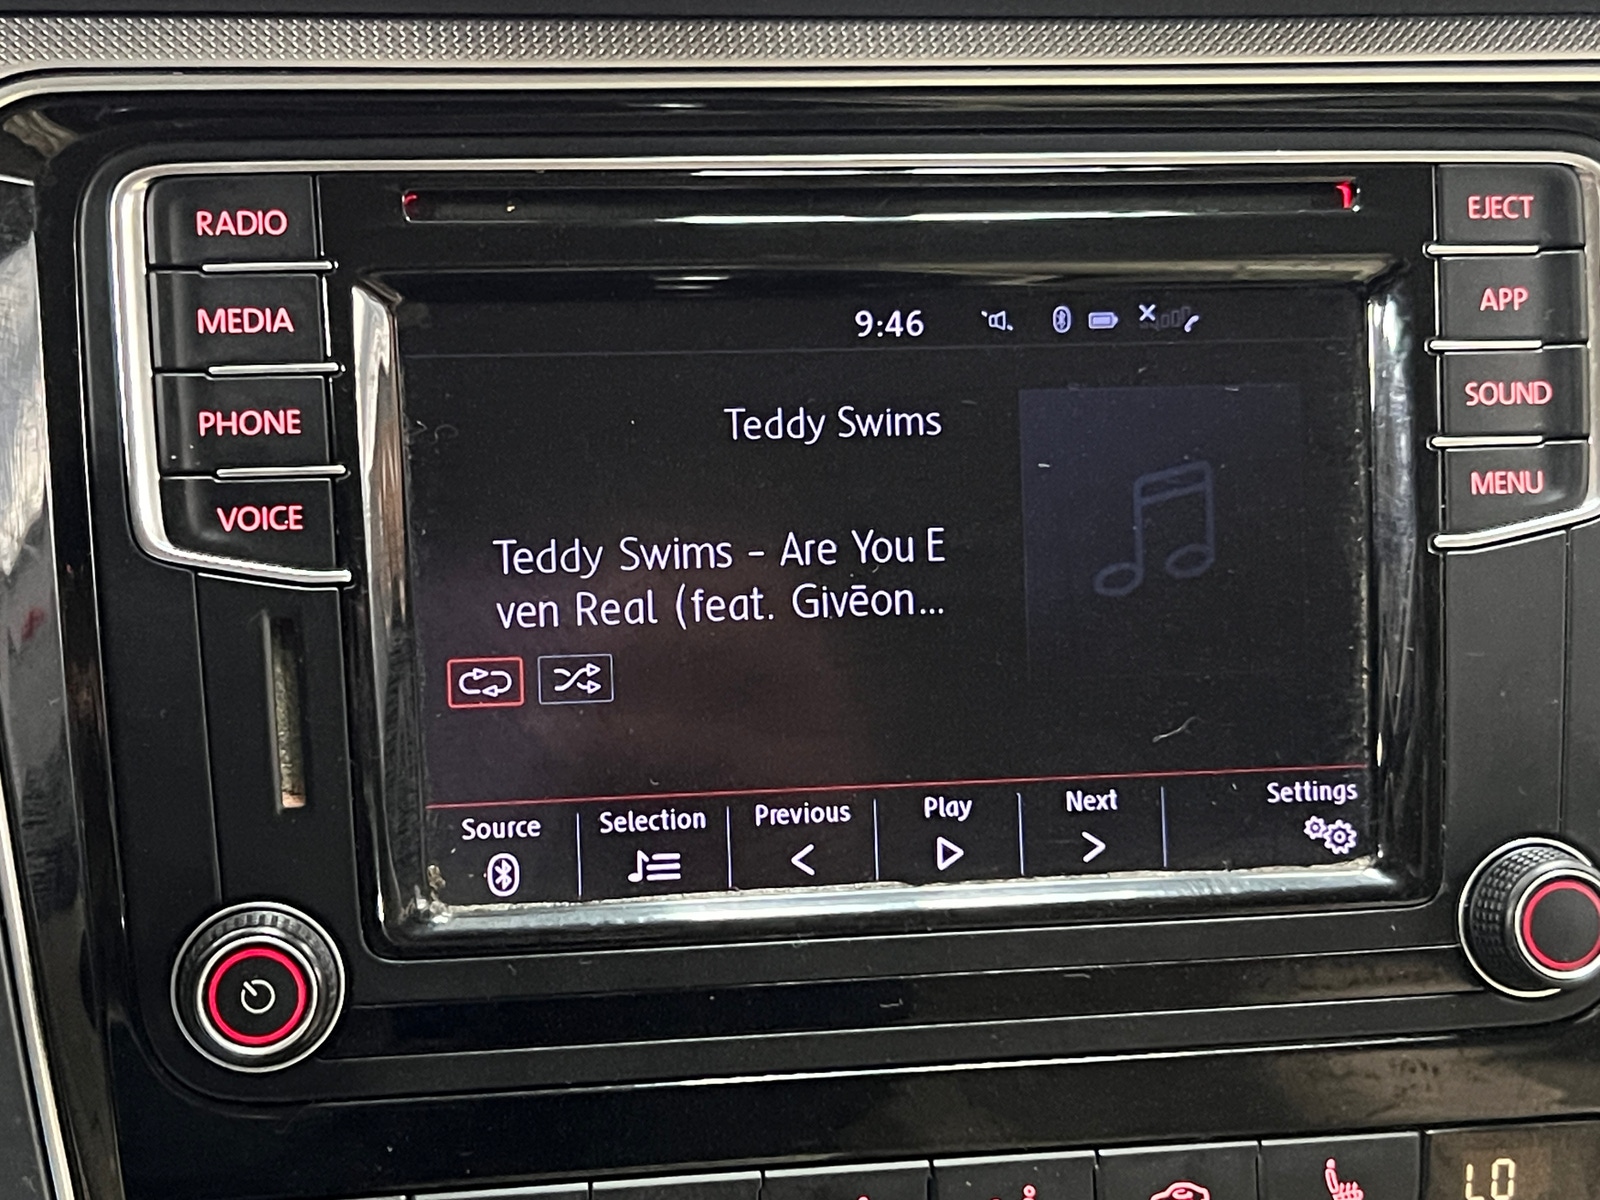 RADIO
MEDIA
PHONE
VOICE
EJECT
APP
SOUND
MENU
9:46
Teddy Swims
Teddy Swims - Are You E
ven Real (feat. Givēon...
Source
Selection
Previous
Play
Next
Settings
LO